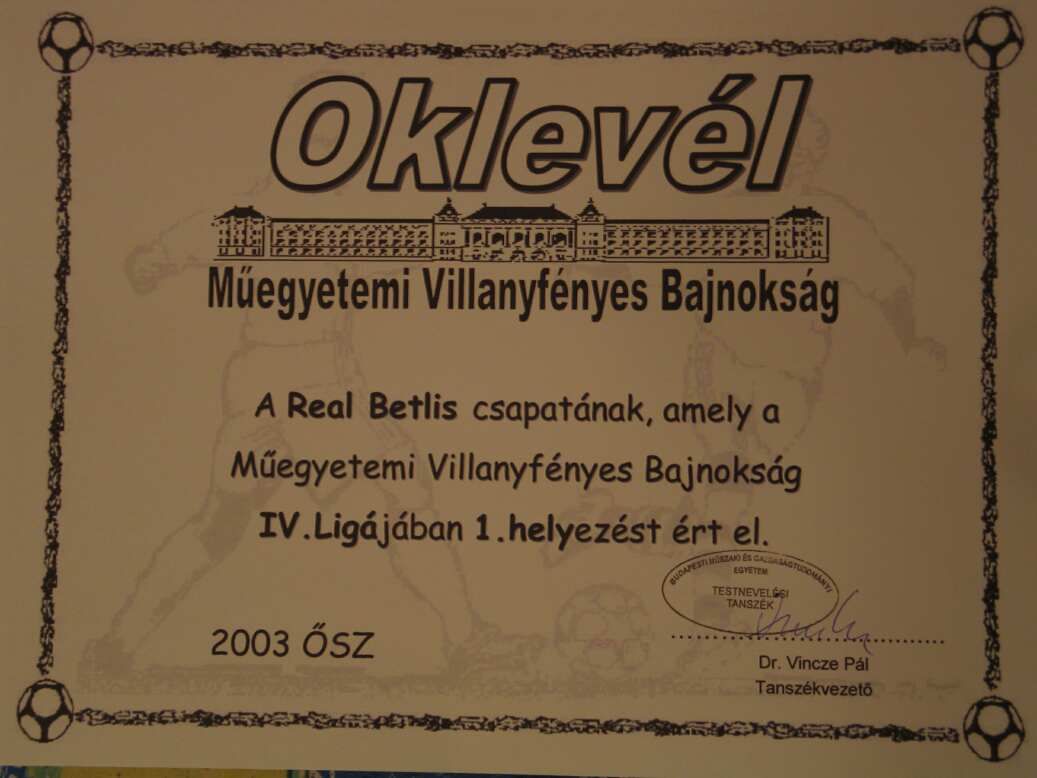 Oklevél
Műegyetemi Villanyfényes Bajnokság
A Real Betlis csapatának, amely a
Műegyetemi Villanyfényes Bajnokság
IV.Ligájában 1.helyezést ért el.
BUDAPESTI MŰSZAKI ÉS GAZDASÁGTUDOMÁNYI
EGYETEM
TESTNEVELÉSI
TANSZÉK
2003 ŐSZ
Dr. Vincze Pál
Tanszékvezető